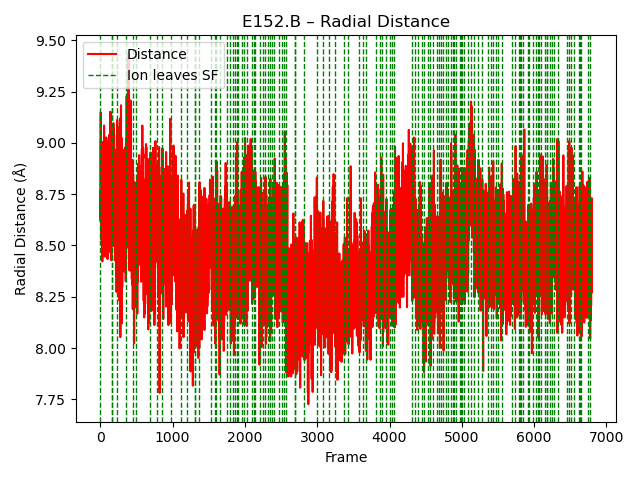 E152.B – Radial Distance
Distance
Ion leaves SF
Radial Distance (Å)
9.50
9.25
9.00
8.75
8.50
8.25
8.00
7.75
0 1000 2000 3000 4000 5000 6000 7000
Frame